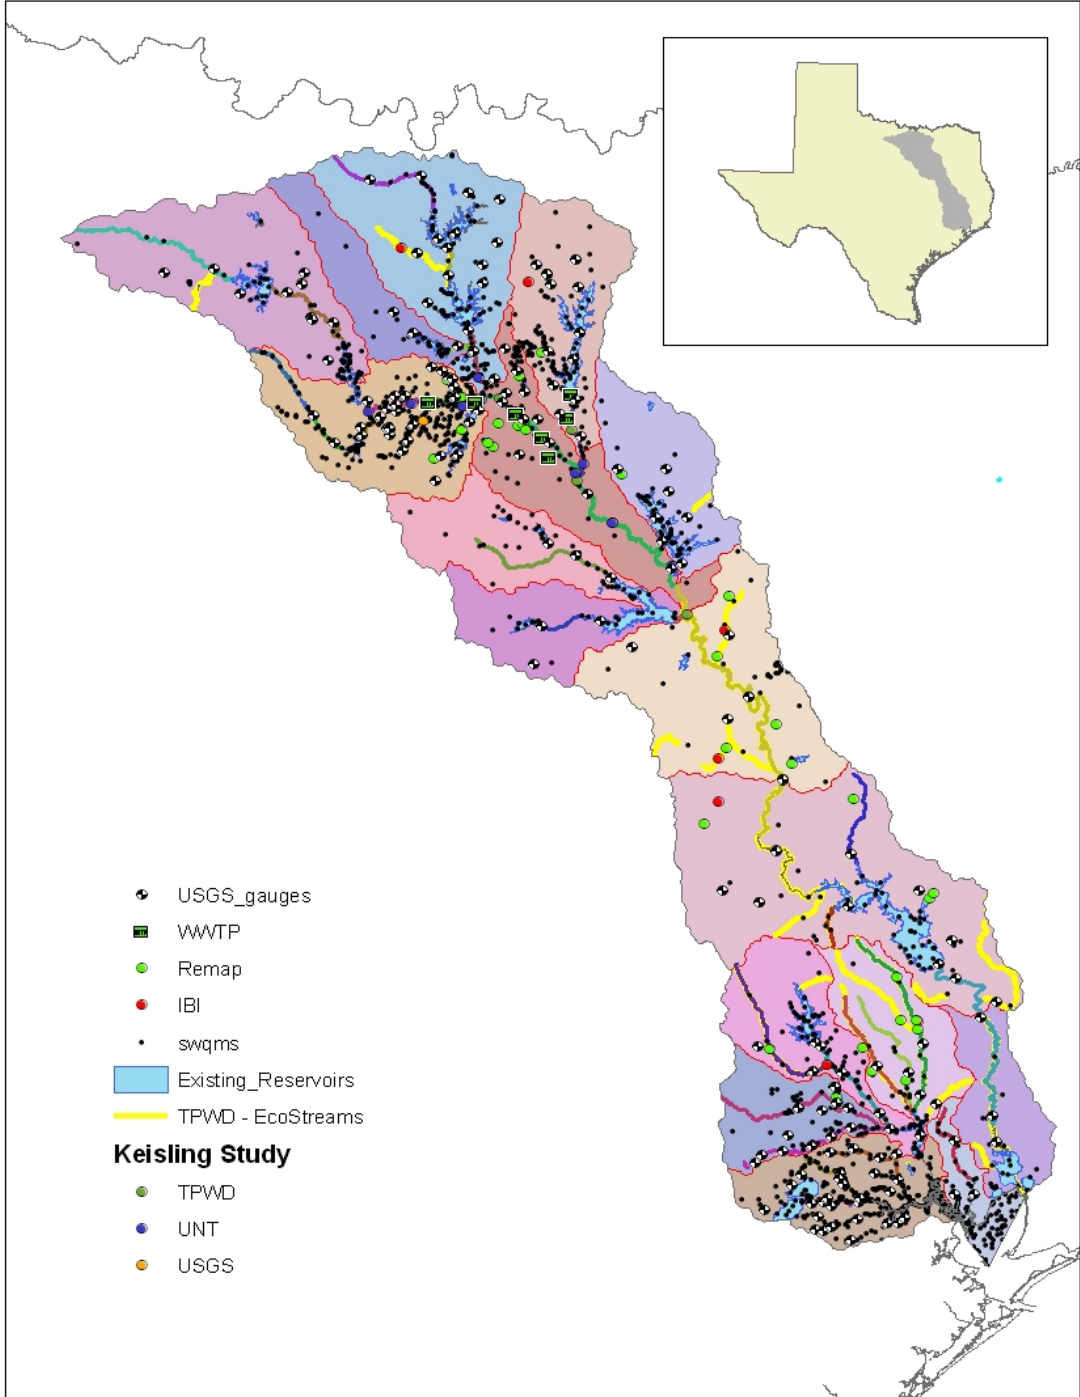 USGS_gauges
WWTP
Remap
IBI
swqms
Existing_Reservoirs
TPWD - EcoStreams
Keisling Study
TPWD
UNT
USGS